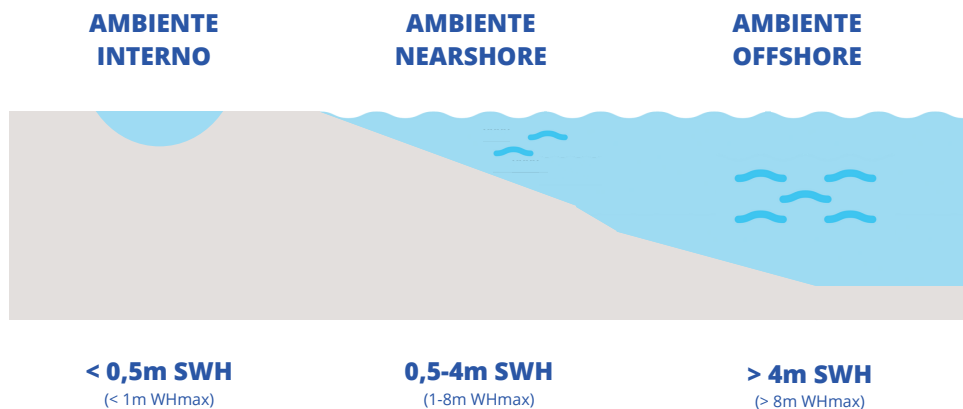 AMBIENTE
INTERNO
AMBIENTE
NEARSHORE
AMBIENTE
OFFSHORE
< 0,5m SWH
(< 1m WHmax)
0,5-4m SWH
(1-8m WHmax)
> 4m SWH
(> 8m WHmax)